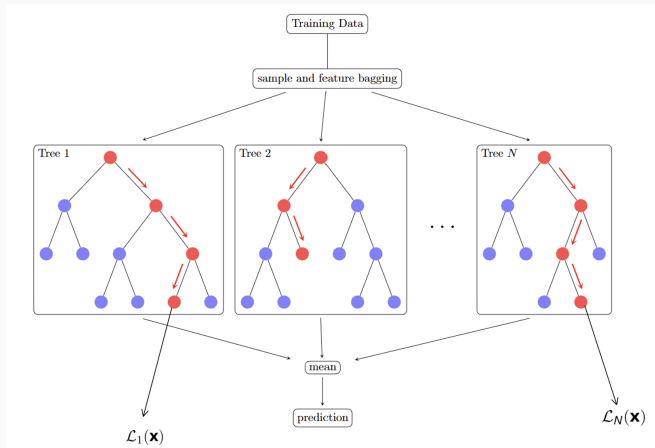 Training Data
sample and feature bagging
Tree 1
Tree 2
Tree N
. . .
mean
prediction
ℒ₁(𝐱)
ℒ_N(𝐱)